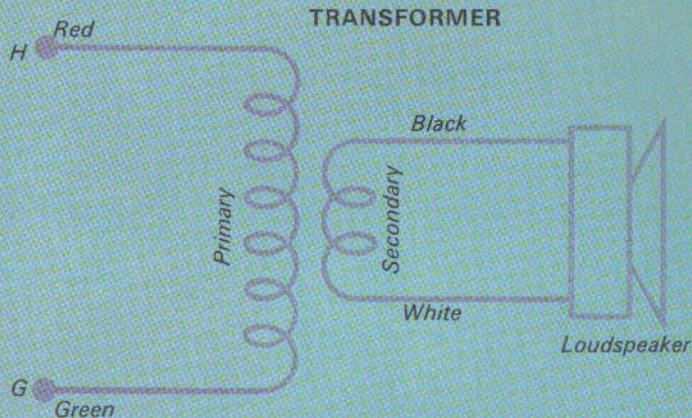 TRANSFORMER
Red
H
Black
Primary
Secondary
White
Loudspeaker
G
Green